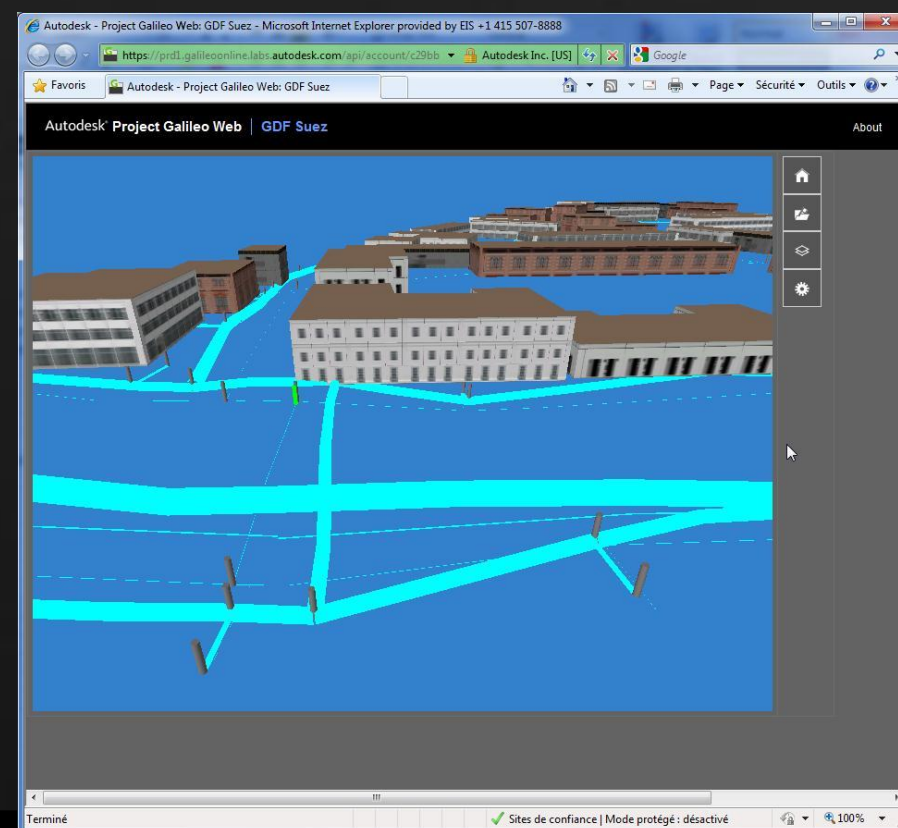 Autodesk - Project Galileo Web: GDF Suez - Microsoft Internet Explorer provided by EIS +1 415 507-8888
https://prd1.galileoonline.labs.autodesk.com/api/account/c29bb Autodesk Inc. [US] Google
Favoris Autodesk - Project Galileo Web: GDF Suez Page Sécurité Outils
Autodesk® Project Galileo Web | GDF Suez About
Terminé Sites de confiance | Mode protégé : désactivé 100%